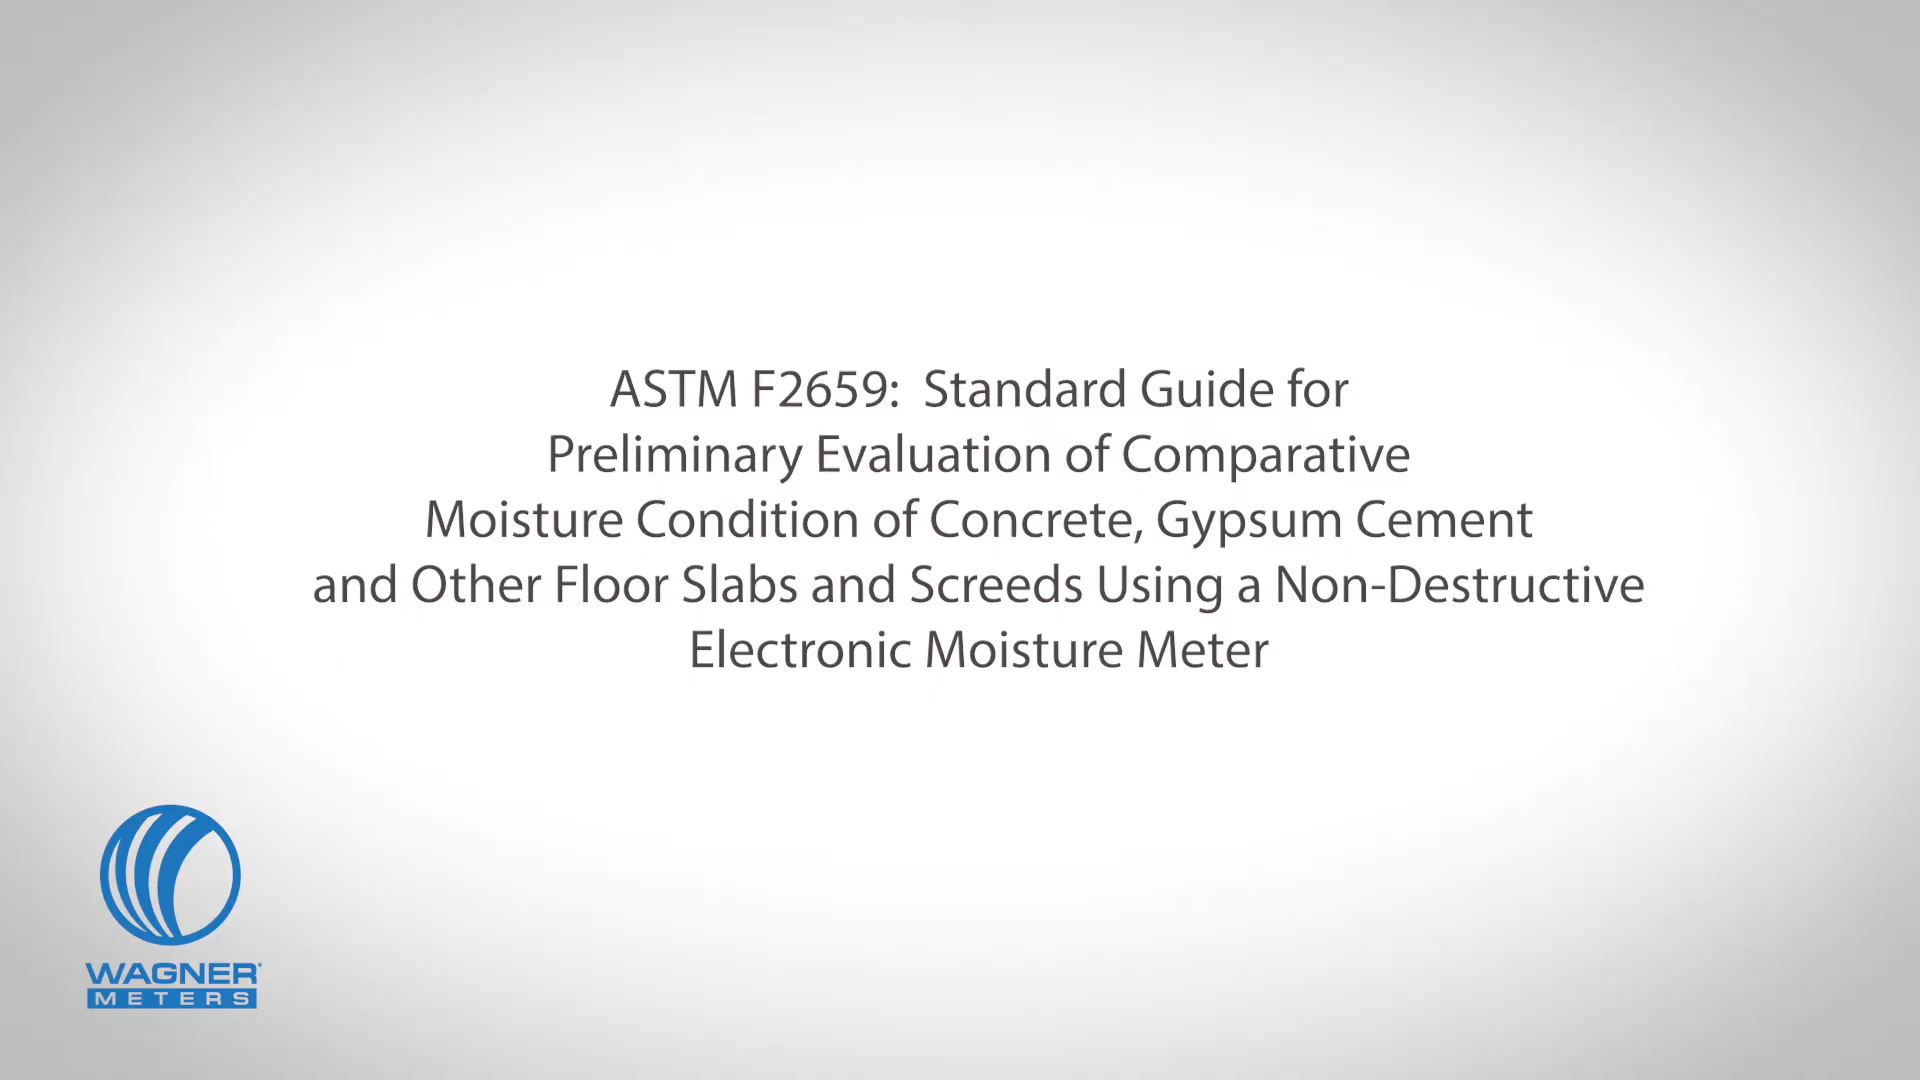 ASTM F2659:  Standard Guide for
Preliminary Evaluation of Comparative
Moisture Condition of Concrete, Gypsum Cement
and Other Floor Slabs and Screeds Using a Non-Destructive
Electronic Moisture Meter
WAGNER
METERS